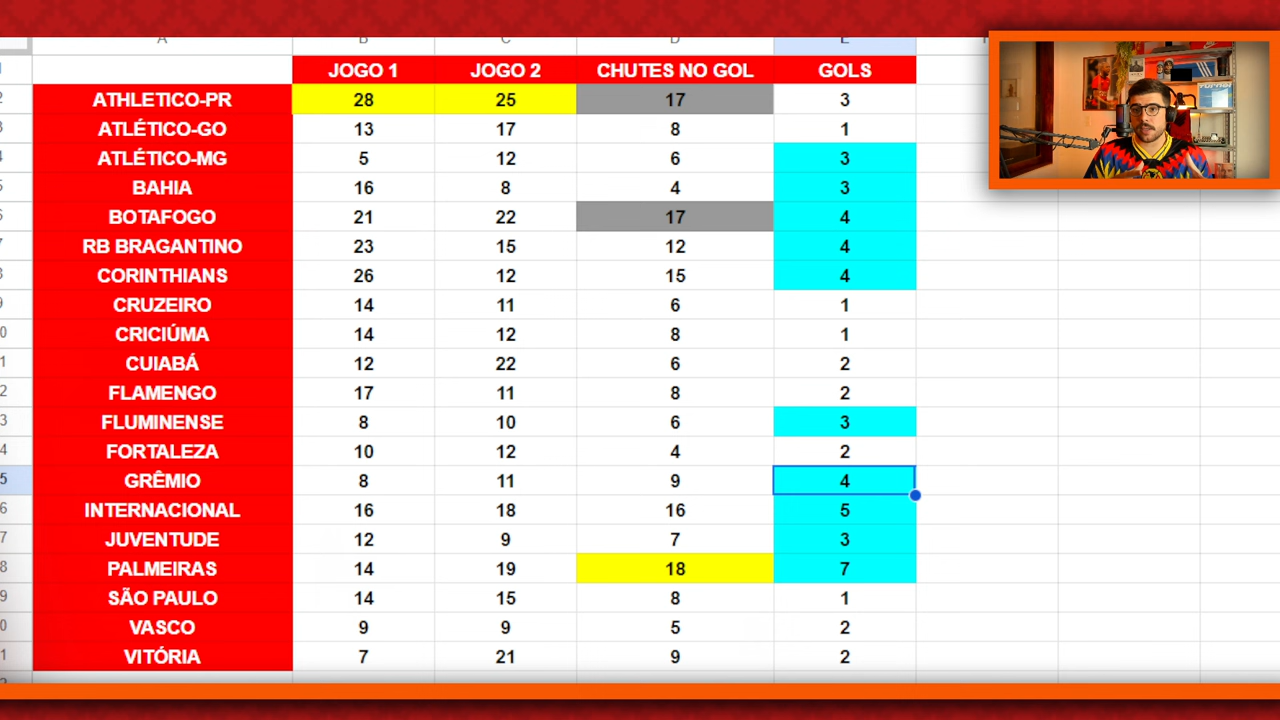 JOGO 1 JOGO 2 CHUTES NO GOL GOLS
ATHLETICO-PR 28 25 17 3
ATLÉTICO-GO 13 17 8 1
ATLÉTICO-MG 5 12 6 3
BAHIA 16 8 4 3
BOTAFOGO 21 22 17 4
RB BRAGANTINO 23 15 12 4
CORINTHIANS 26 12 15 4
CRUZEIRO 14 11 6 1
CRICIÚMA 14 12 8 1
CUIABÁ 12 22 6 2
FLAMENGO 17 11 8 2
FLUMINENSE 8 10 6 3
FORTALEZA 10 12 4 2
GRÊMIO 8 11 9 4
INTERNACIONAL 16 18 16 5
JUVENTUDE 12 9 7 3
PALMEIRAS 14 19 18 7
SÃO PAULO 14 15 8 1
VASCO 9 9 5 2
VITÓRIA 7 21 9 2